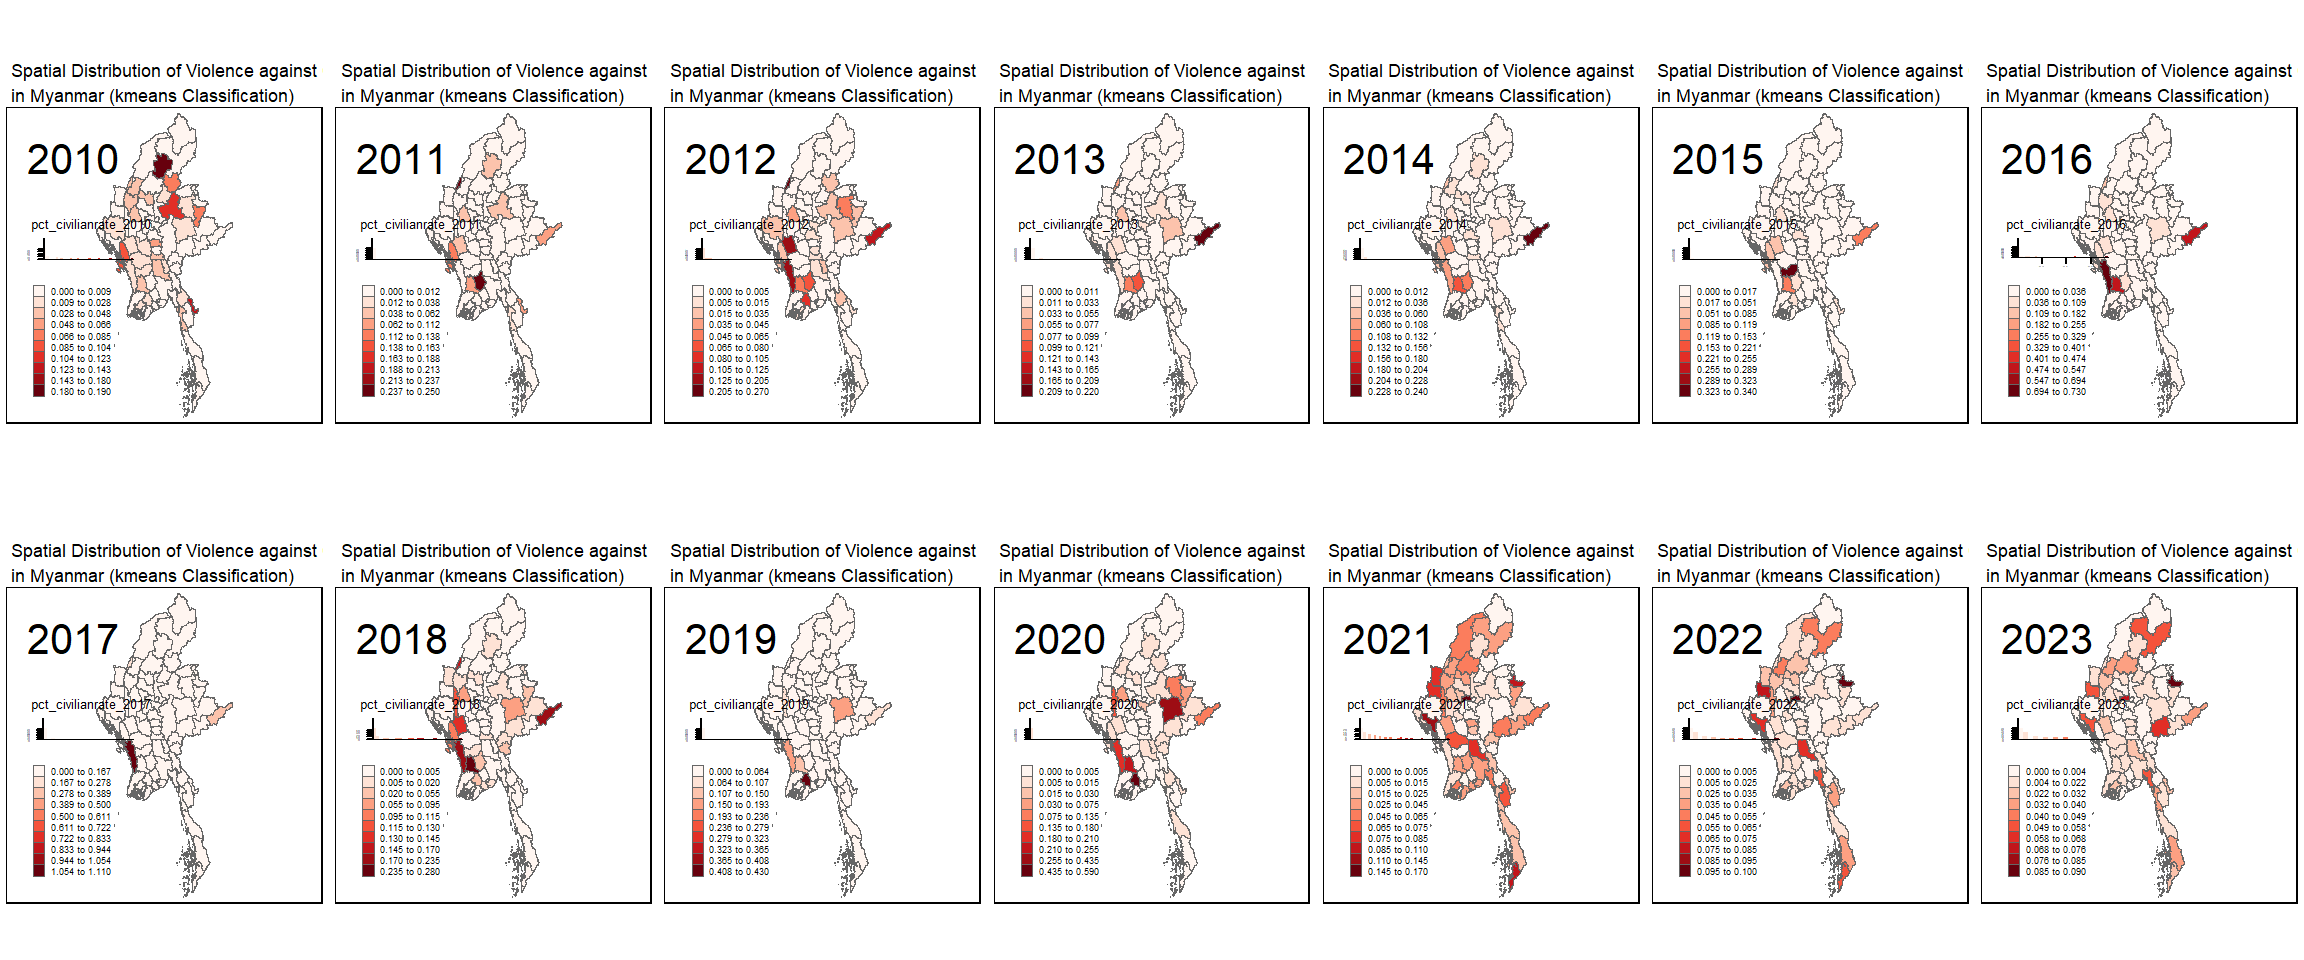 Spatial Distribution of Violence against
in Myanmar (kmeans Classification)
2010
pct_civilianrate_2010
0.000 to 0.009
0.009 to 0.028
0.028 to 0.048
0.048 to 0.066
0.066 to 0.085
0.085 to 0.104
0.104 to 0.123
0.123 to 0.143
0.143 to 0.180
0.180 to 0.190
Spatial Distribution of Violence against
in Myanmar (kmeans Classification)
2011
pct_civilianrate_2011
0.000 to 0.012
0.012 to 0.038
0.038 to 0.062
0.062 to 0.112
0.112 to 0.138
0.138 to 0.163
0.163 to 0.188
0.188 to 0.213
0.213 to 0.237
0.237 to 0.250
Spatial Distribution of Violence against
in Myanmar (kmeans Classification)
2012
pct_civilianrate_2012
0.000 to 0.005
0.005 to 0.015
0.015 to 0.035
0.035 to 0.045
0.045 to 0.065
0.065 to 0.080
0.080 to 0.105
0.105 to 0.125
0.125 to 0.205
0.205 to 0.270
Spatial Distribution of Violence against
in Myanmar (kmeans Classification)
2013
pct_civilianrate_2013
0.000 to 0.011
0.011 to 0.033
0.033 to 0.055
0.055 to 0.077
0.077 to 0.099
0.099 to 0.121
0.121 to 0.143
0.143 to 0.165
0.165 to 0.209
0.209 to 0.220
Spatial Distribution of Violence against
in Myanmar (kmeans Classification)
2014
pct_civilianrate_2014
0.000 to 0.012
0.012 to 0.036
0.036 to 0.060
0.060 to 0.108
0.108 to 0.132
0.132 to 0.156
0.156 to 0.180
0.180 to 0.204
0.204 to 0.228
0.228 to 0.240
Spatial Distribution of Violence against
in Myanmar (kmeans Classification)
2015
pct_civilianrate_2015
0.000 to 0.017
0.017 to 0.051
0.051 to 0.085
0.085 to 0.119
0.119 to 0.153
0.153 to 0.221
0.221 to 0.255
0.255 to 0.289
0.289 to 0.323
0.323 to 0.340
Spatial Distribution of Violence against
in Myanmar (kmeans Classification)
2016
pct_civilianrate_2016
0.000 to 0.036
0.036 to 0.109
0.109 to 0.182
0.182 to 0.255
0.255 to 0.329
0.329 to 0.401
0.401 to 0.474
0.474 to 0.547
0.547 to 0.694
0.694 to 0.730
Spatial Distribution of Violence against
in Myanmar (kmeans Classification)
2017
pct_civilianrate_2017
0.000 to 0.167
0.167 to 0.278
0.278 to 0.389
0.389 to 0.500
0.500 to 0.611
0.611 to 0.722
0.722 to 0.833
0.833 to 0.944
0.944 to 1.054
1.054 to 1.110
Spatial Distribution of Violence against
in Myanmar (kmeans Classification)
2018
pct_civilianrate_2018
0.000 to 0.005
0.005 to 0.020
0.020 to 0.055
0.055 to 0.095
0.095 to 0.115
0.115 to 0.130
0.130 to 0.145
0.145 to 0.170
0.170 to 0.235
0.235 to 0.280
Spatial Distribution of Violence against
in Myanmar (kmeans Classification)
2019
pct_civilianrate_2019
0.000 to 0.064
0.064 to 0.107
0.107 to 0.150
0.150 to 0.193
0.193 to 0.236
0.236 to 0.279
0.279 to 0.323
0.323 to 0.365
0.365 to 0.408
0.408 to 0.430
Spatial Distribution of Violence against
in Myanmar (kmeans Classification)
2020
pct_civilianrate_2020
0.000 to 0.005
0.005 to 0.015
0.015 to 0.030
0.030 to 0.075
0.075 to 0.135
0.135 to 0.180
0.180 to 0.210
0.210 to 0.255
0.255 to 0.435
0.435 to 0.590
Spatial Distribution of Violence against
in Myanmar (kmeans Classification)
2021
pct_civilianrate_2021
0.000 to 0.005
0.005 to 0.015
0.015 to 0.025
0.025 to 0.045
0.045 to 0.065
0.065 to 0.075
0.075 to 0.085
0.085 to 0.110
0.110 to 0.145
0.145 to 0.170
Spatial Distribution of Violence against
in Myanmar (kmeans Classification)
2022
pct_civilianrate_2022
0.000 to 0.005
0.005 to 0.025
0.025 to 0.035
0.035 to 0.045
0.045 to 0.055
0.055 to 0.065
0.065 to 0.075
0.075 to 0.085
0.085 to 0.095
0.095 to 0.100
Spatial Distribution of Violence against
in Myanmar (kmeans Classification)
2023
pct_civilianrate_2023
0.000 to 0.004
0.004 to 0.022
0.022 to 0.032
0.032 to 0.040
0.040 to 0.049
0.049 to 0.058
0.058 to 0.068
0.068 to 0.076
0.076 to 0.085
0.085 to 0.090